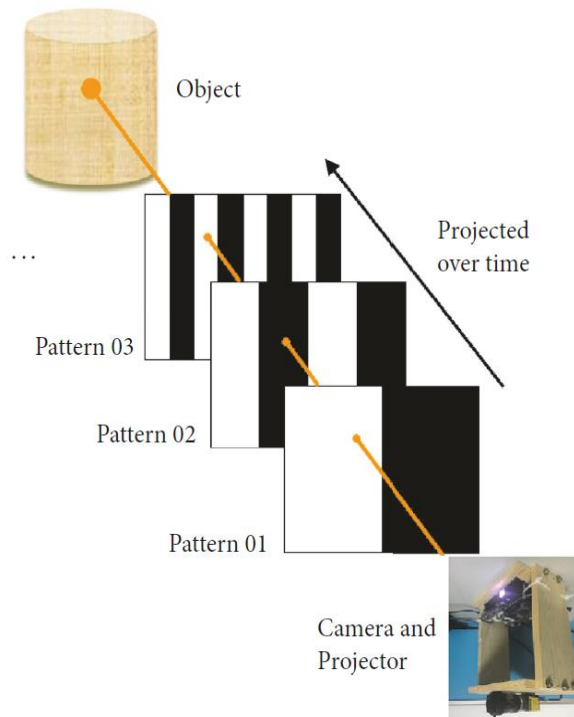 Object
Projected
over time
...
Pattern 03
Pattern 02
Pattern 01
Camera and
Projector